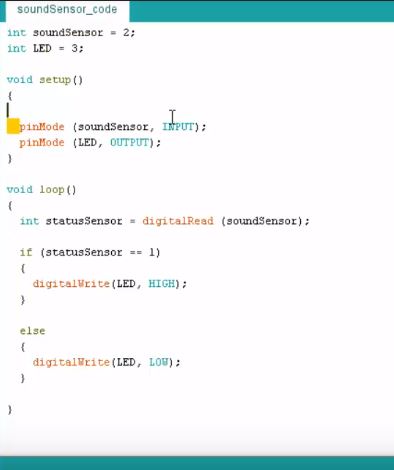 soundSensor_code
int soundSensor = 2;
int LED = 3;
void setup()
{
pinMode (soundSensor, INPUT);
pinMode (LED, OUTPUT);
}
void loop()
{
int statusSensor = digitalRead (soundSensor);
if (statusSensor == 1)
{
digitalWrite(LED, HIGH);
}
else
{
digitalWrite(LED, LOW);
}
}